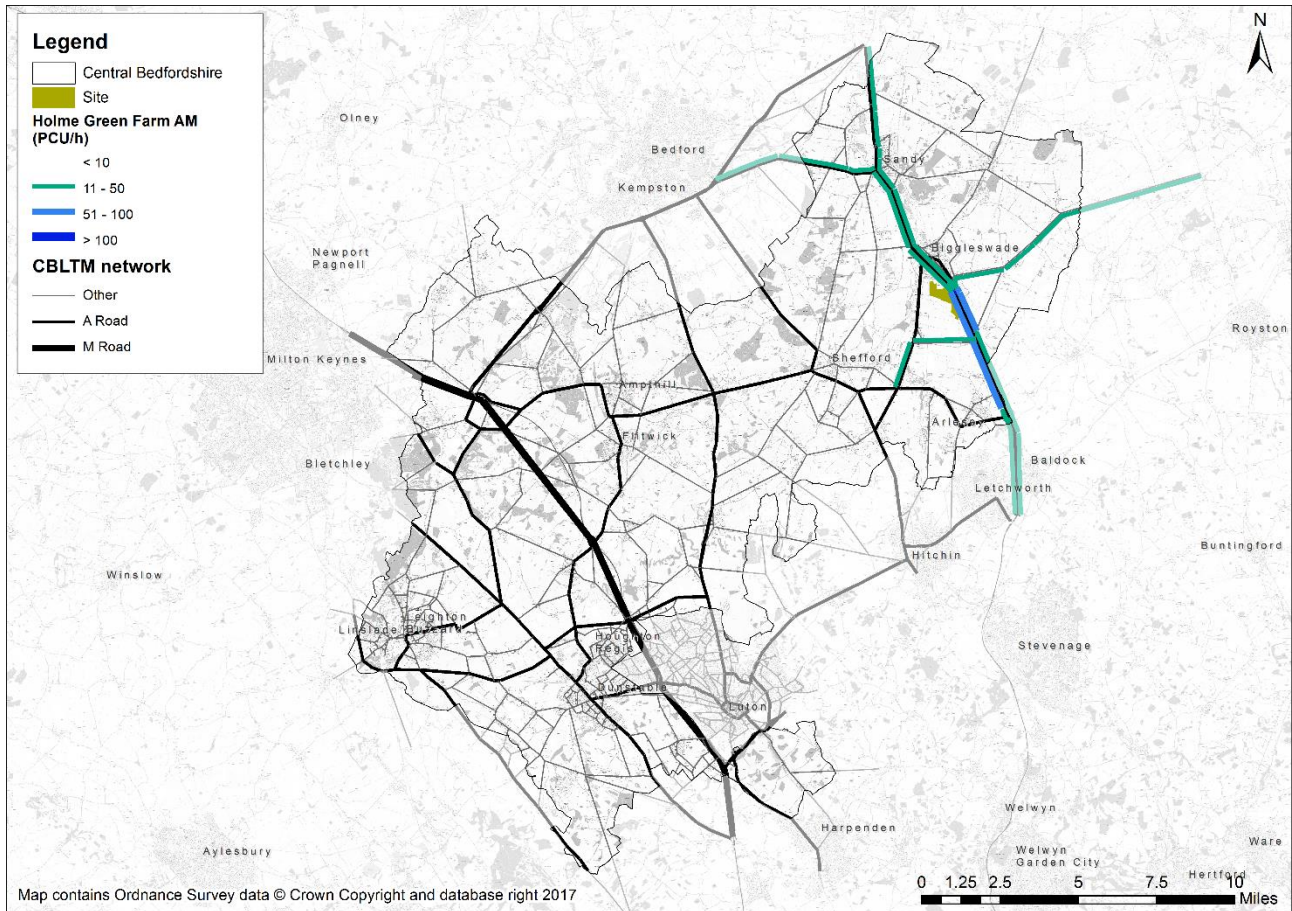 Legend
Central Bedfordshire
Site
Holme Green Farm AM
(PCU/h)
< 10
11 - 50
51 - 100
> 100
CBLTM network
Other
A Road
M Road
N
Olney
Bedford
Sandy
Kempston
Newport
Pagnell
Biggleswade
Royston
Milton Keynes
Shefford
Ampthill
Arlesey
Flitwick
Bletchley
Baldock
Letchworth
Buntingford
Hitchin
Winslow
Leighton
Linslade Buzzard
Houghton
Regis
Stevenage
Dunstable
Luton
Welwyn
Harpenden
Ware
Aylesbury
Welwyn
Garden City
Hertford
Map contains Ordnance Survey data © Crown Copyright and database right 2017
0 1.25 2.5 5 7.5 10
Miles